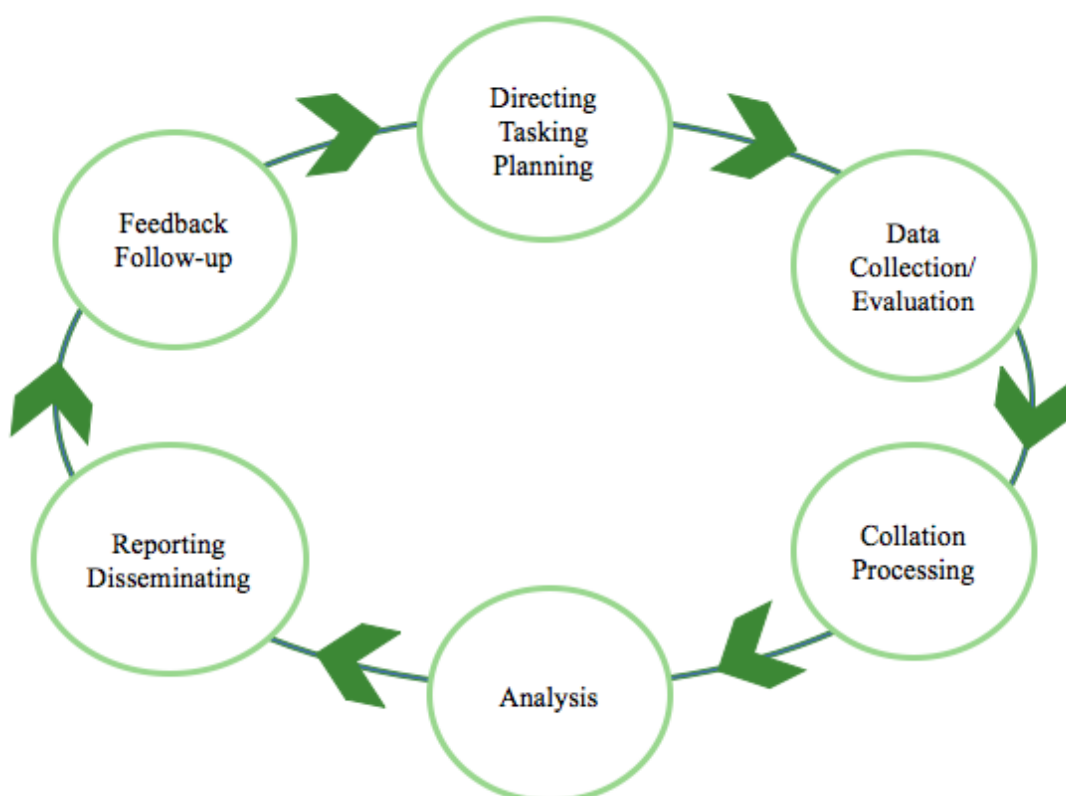 Directing
Tasking
Planning
Data
Collection/
Evaluation
Collation
Processing
Analysis
Reporting
Disseminating
Feedback
Follow-up